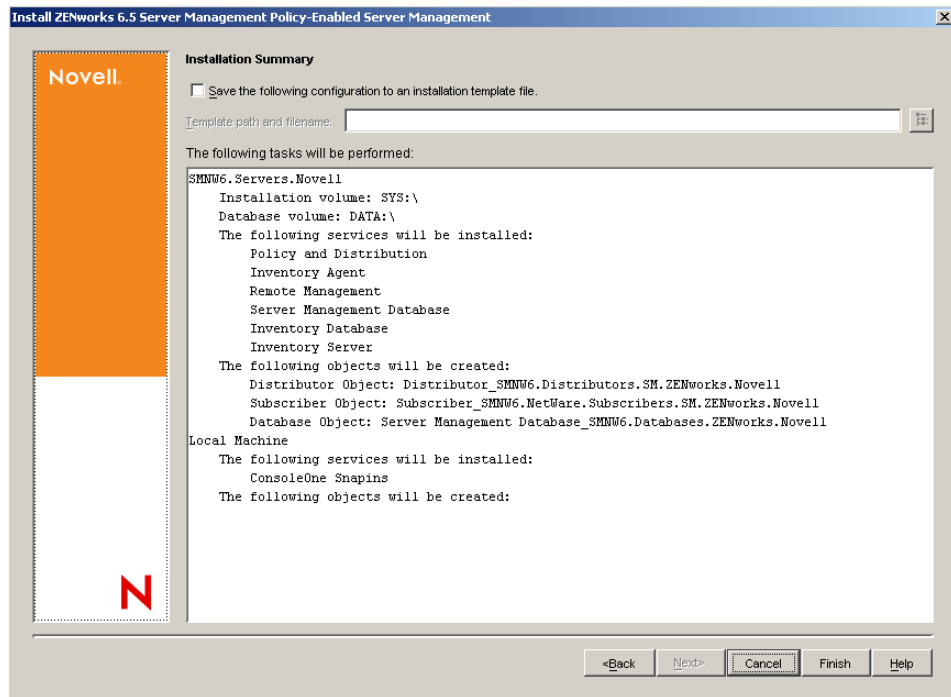 Install ZENworks 6.5 Server Management Policy-Enabled Server Management
Novell.
Installation Summary
Save the following configuration to an installation template file.
Template path and filename:
The following tasks will be performed:
SMNW6.Servers.Novell
Installation volume: SYS:\
Database volume: DATA:\
The following services will be installed:
Policy and Distribution
Inventory Agent
Remote Management
Server Management Database
Inventory Database
Inventory Server
The following objects will be created:
Distributor Object: Distributor_SMNW6.Distributors.SM.ZENworks.Novell
Subscriber Object: Subscriber_SMNW6.NetWare.Subscribers.SM.ZENworks.Novell
Database Object: Server Management Database_SMNW6.Databases.ZENworks.Novell
Local Machine
The following services will be installed:
ConsoleOne Snapins
The following objects will be created:
N
<Back Next> Cancel Finish Help